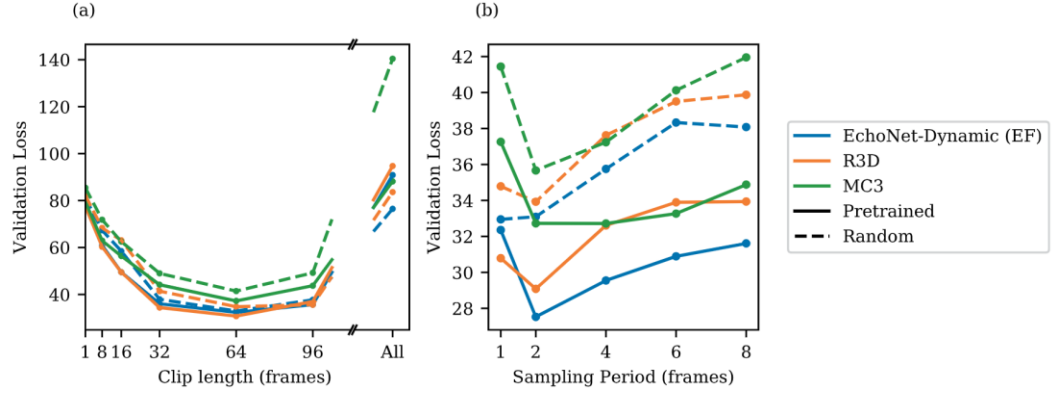 (a)
Validation Loss
140
120
100
80
60
40
1 8 16 32 64 96 All
Clip length (frames)
(b)
Validation Loss
42
40
38
36
34
32
30
28
1 2 4 6 8
Sampling Period (frames)
EchoNet-Dynamic (EF)
R3D
MC3
Pretrained
Random